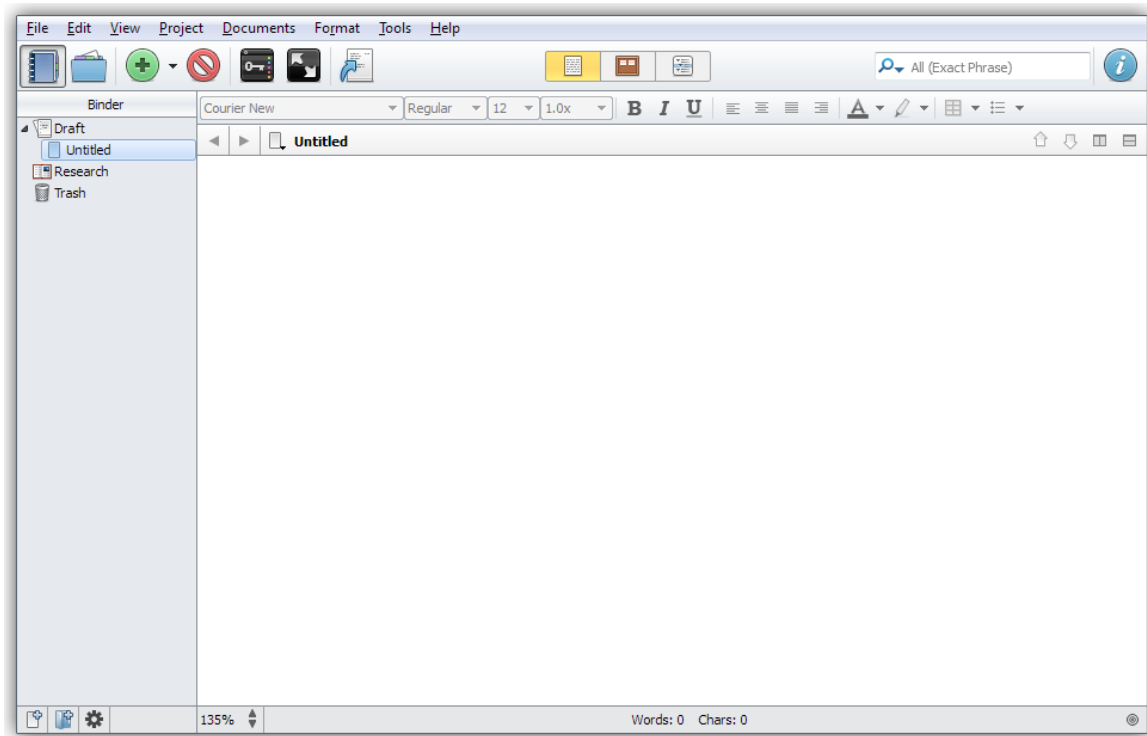 File Edit View Project Documents Format Tools Help
All (Exact Phrase)
Binder
Courier New Regular 12 1.0x B I U A
Draft
Untitled
Untitled
Research
Trash
135% Words: 0 Chars: 0